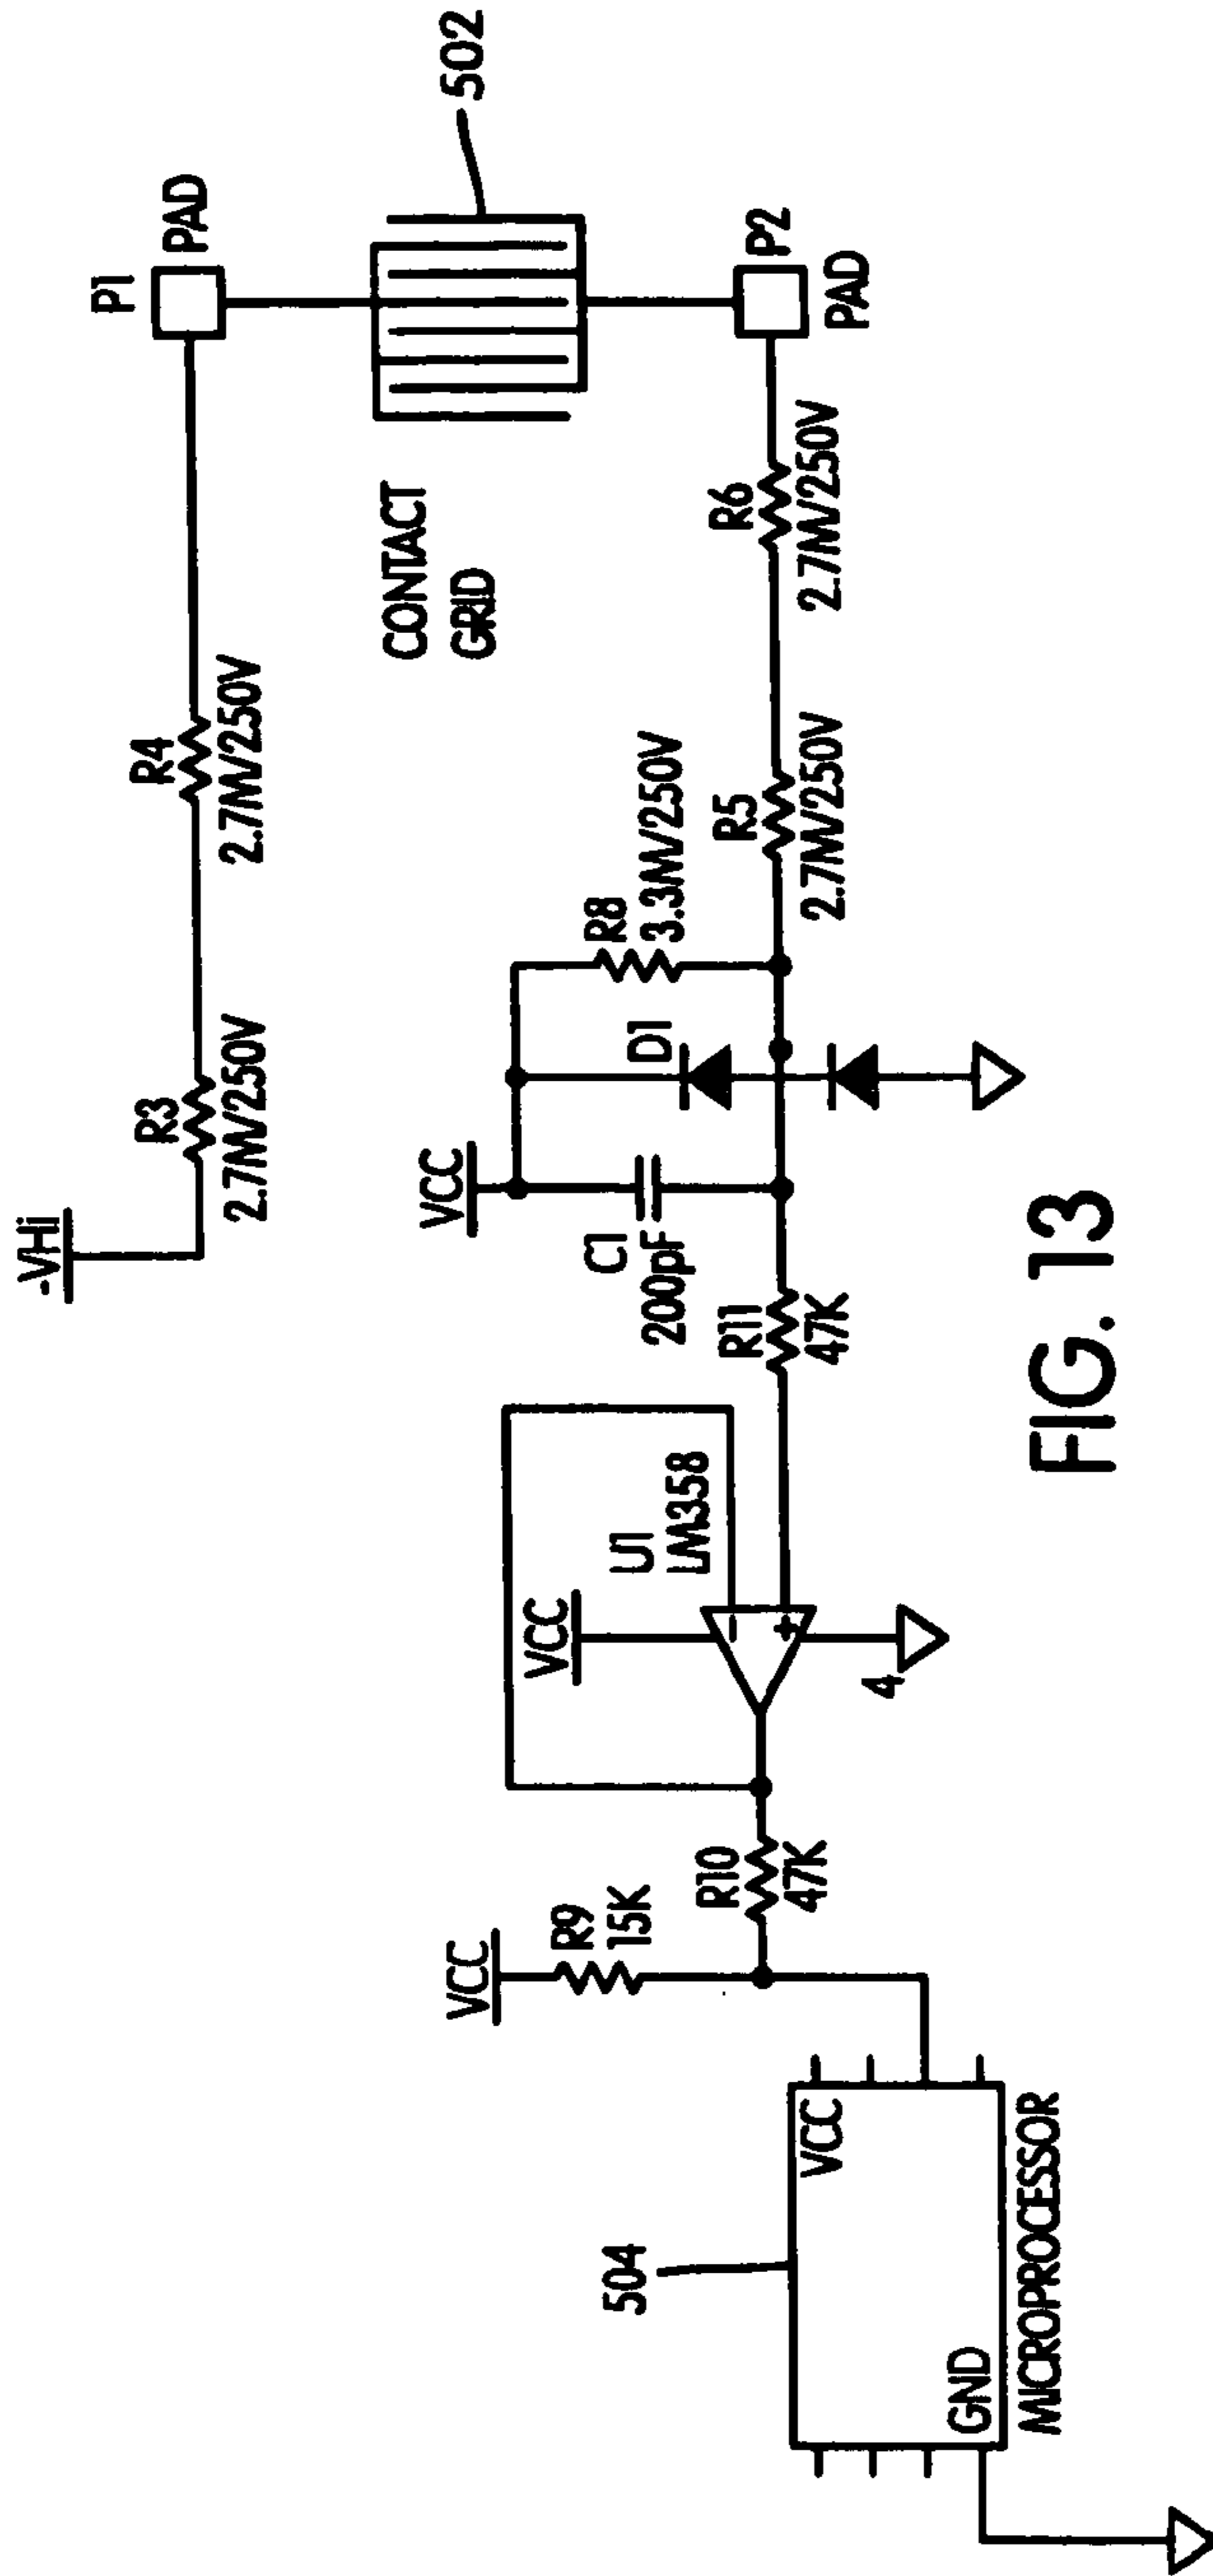 -VHi
R3
2.7M/250V
R4
2.7M/250V
P1
PAD
CONTACT
GRID
502
P2
PAD
R6
2.7M/250V
R5
2.7M/250V
R8
3.3M/250V
D1
VCC
C1
200pF
R11
47K
U1
LM358
VCC
4
R10
47K
VCC
R9
15K
504
VCC
GND
MICROPROCESSOR
FIG. 13